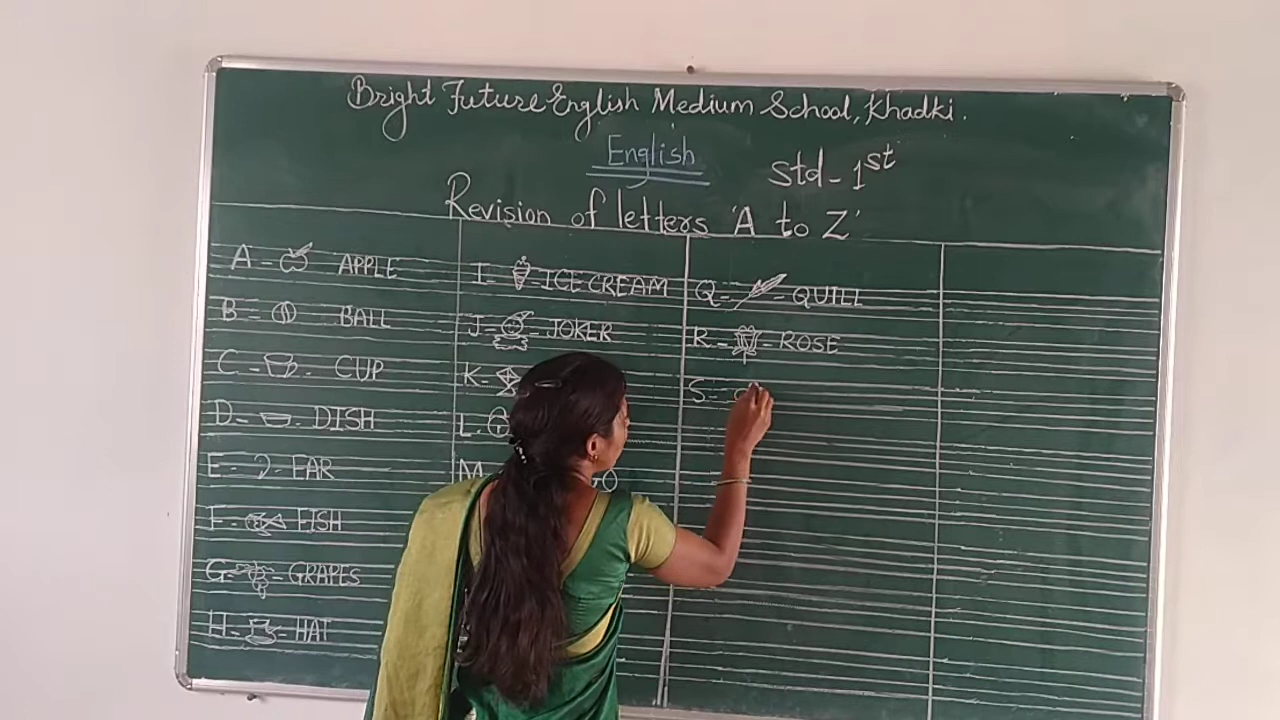 Bright Future English Medium School, Khadki.
English
Std - 1st
Revision of letters 'A to Z'
A - APPLE
B = BALL
C - - CUP
D - - DISH
E - - EAR
F - FISH
G - - GRAPES
H - - HAT
I - - ICE CREAM
J - - JOKER
K -
L -
M GO
Q - - QUILL
R - - ROSE
S -